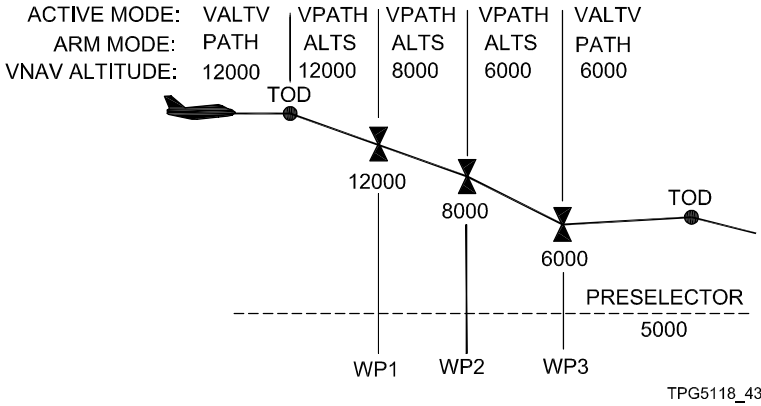 ACTIVE MODE: VALTV VPATH VPATH VPATH VALTV
ARM MODE: PATH ALTS ALTS ALTS PATH
VNAV ALTITUDE: 12000 12000 8000 6000 6000
TOD
12000
8000
TOD
6000
PRESELECTOR
5000
WP1 WP2 WP3
TPG5118_43